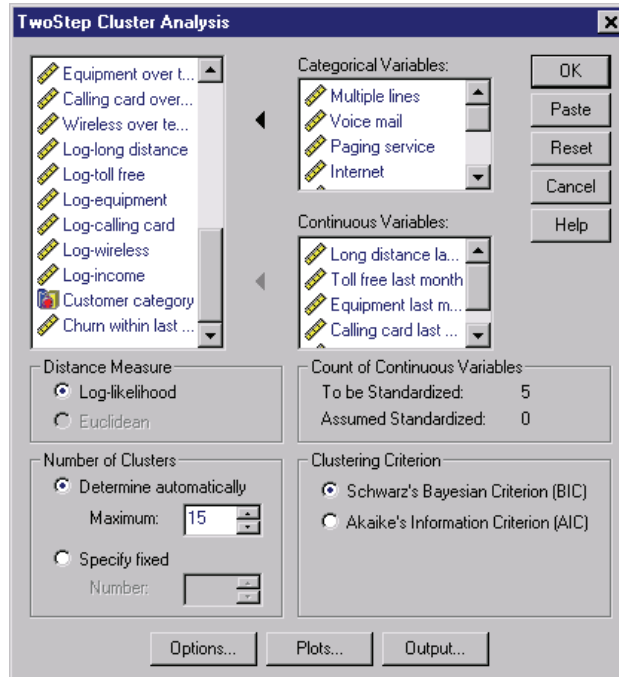 TwoStep Cluster Analysis
Equipment over t...
Calling card over...
Wireless over te...
Log-long distance
Log-toll free
Log-equipment
Log-calling card
Log-wireless
Log-income
Customer category
Churn within last ...
Categorical Variables:
Multiple lines
Voice mail
Paging service
Internet
Continuous Variables:
Long distance la...
Toll free last month
Equipment last m...
Calling card last ...
OK
Paste
Reset
Cancel
Help
Distance Measure
Log-likelihood
Euclidean
Count of Continuous Variables
To be Standardized: 5
Assumed Standardized: 0
Number of Clusters
Determine automatically
Maximum: 15
Specify fixed
Number:
Clustering Criterion
Schwarz's Bayesian Criterion (BIC)
Akaike's Information Criterion (AIC)
Options...
Plots...
Output...